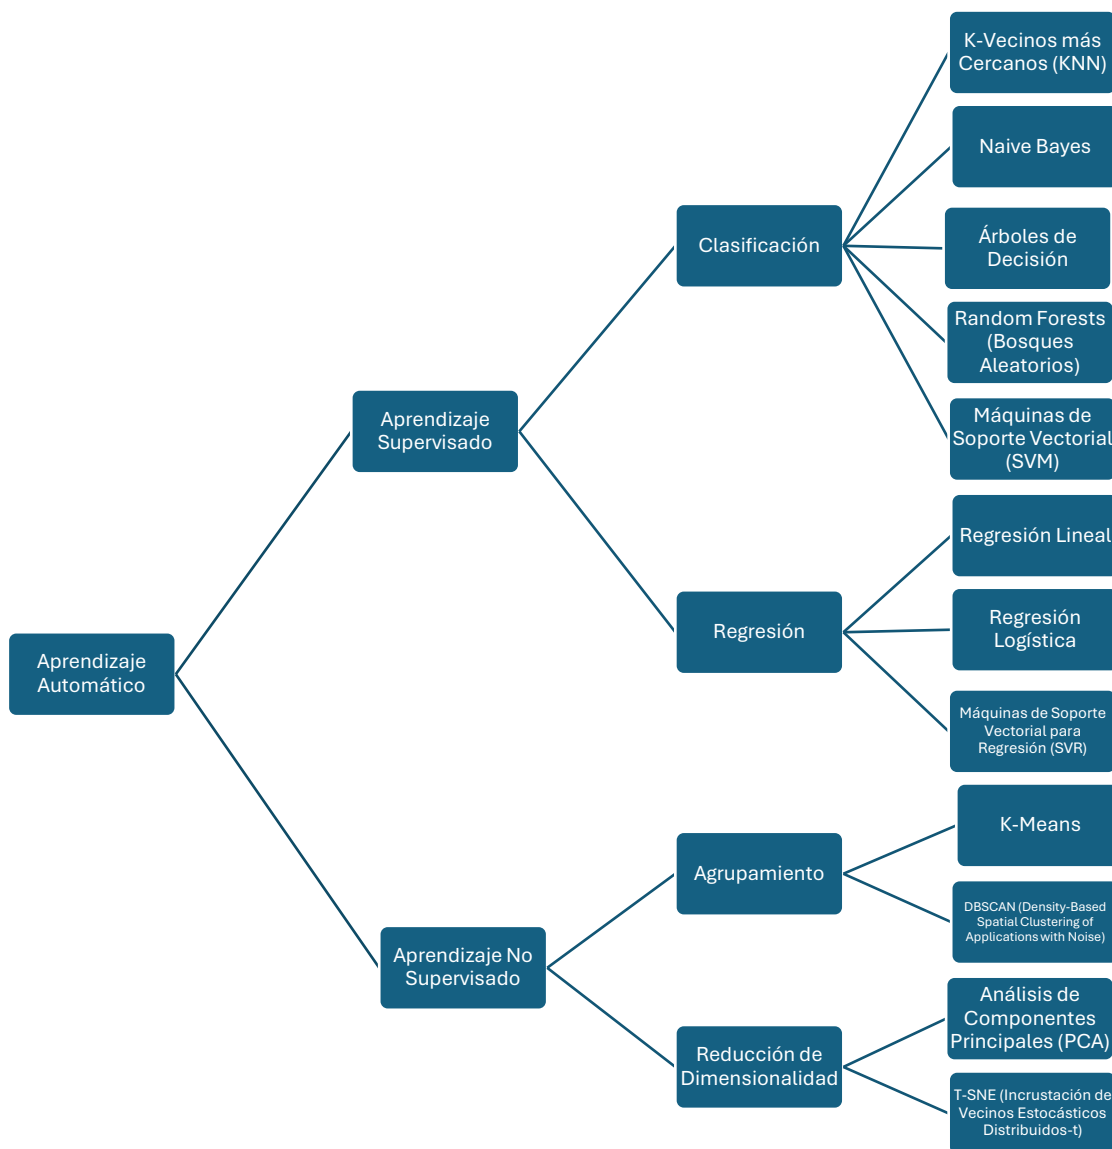 K-Vecinos más
Cercanos (KNN)
Naive Bayes
Clasificación
Árboles de
Decisión
Random Forests
(Bosques
Aleatorios)
Aprendizaje
Supervisado
Máquinas de
Soporte Vectorial
(SVM)
Regresión Lineal
Regresión
Regresión
Logística
Aprendizaje
Automático
Máquinas de Soporte
Vectorial para
Regresión (SVR)
K-Means
Agrupamiento
DBSCAN (Density-Based
Spatial Clustering of
Applications with Noise)
Aprendizaje No
Supervisado
Análisis de
Componentes
Principales (PCA)
Reducción de
Dimensionalidad
T-SNE (Incrustación de
Vecinos Estocásticos
Distribuidos-t)